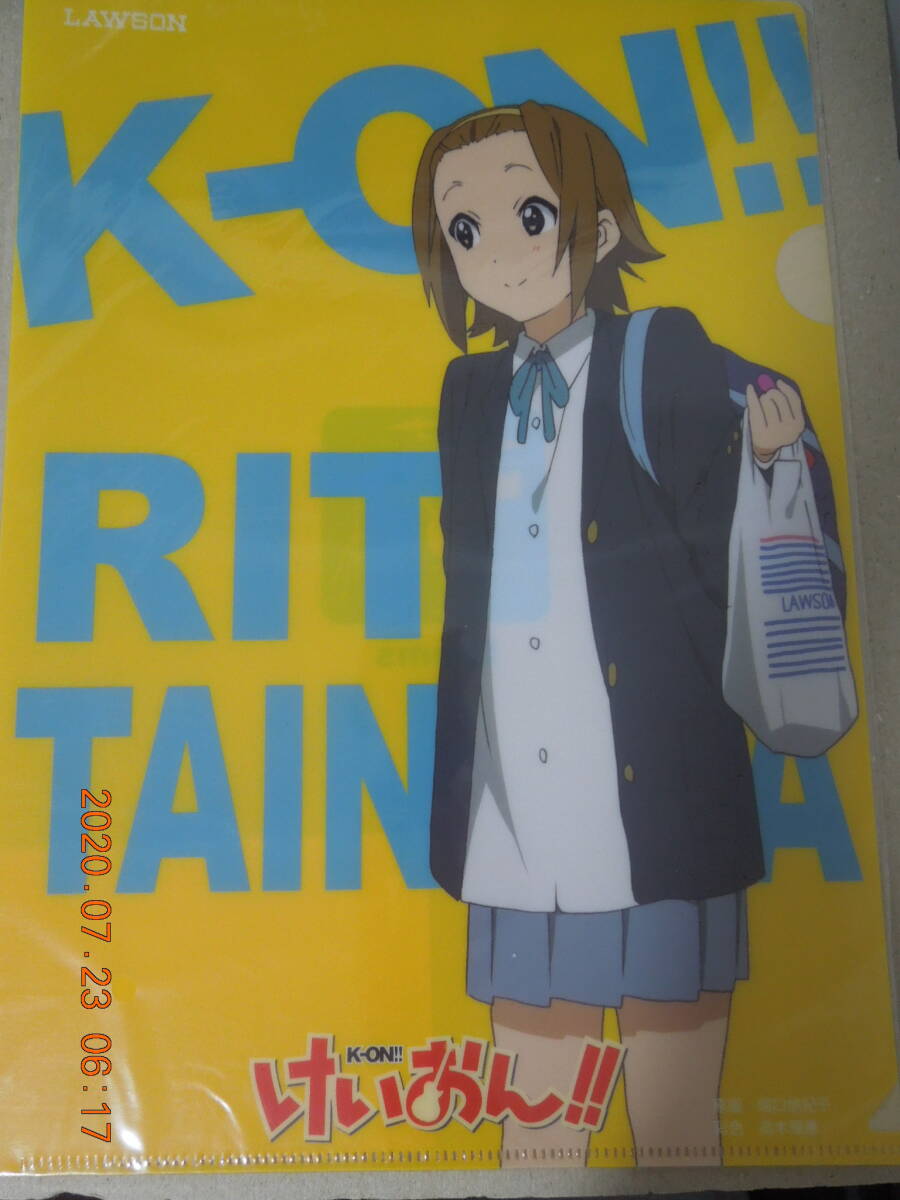 LAWSON
K-ON!!
RIT
TAIN A
LAWSON
K-ON!!
けいおん!!
2020.07.23 06:17